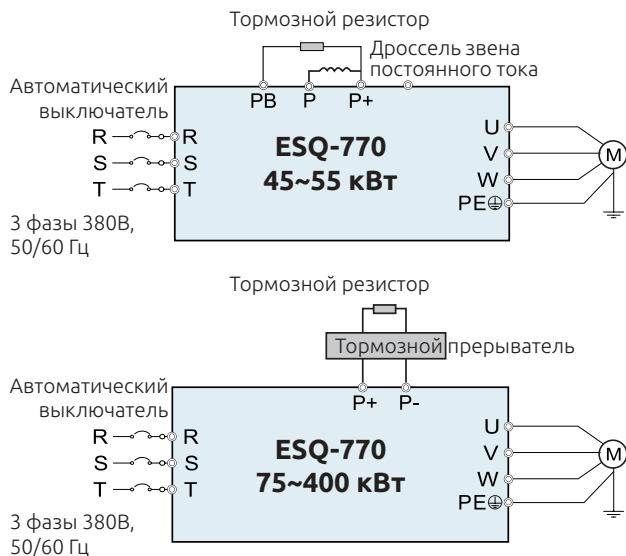 Тормозной резистор
Дроссель звена
постоянного тока
Автоматический
выключатель
PB P P+
R R
S S
T T
ESQ-770
45~55 кВт
U
V
W
PE
M
3 фазы 380В,
50/60 Гц
Тормозной резистор
Тормозной прерыватель
Автоматический
выключатель
P+ P-
R R
S S
T T
ESQ-770
75~400 кВт
U
V
W
PE
M
3 фазы 380В,
50/60 Гц